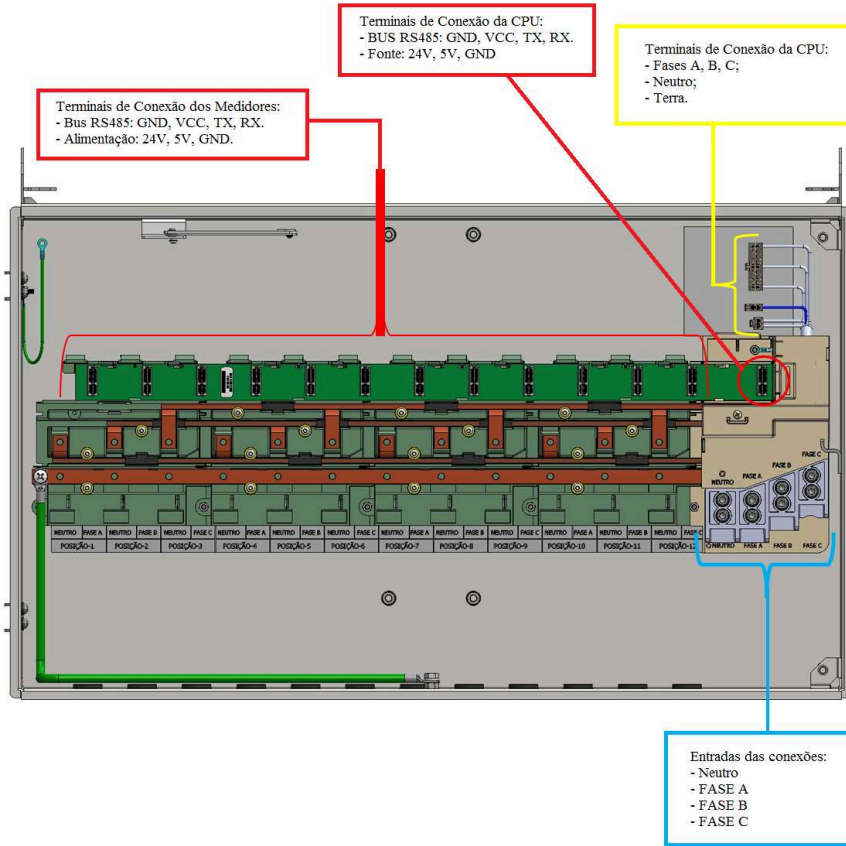 Terminais de Conexão da CPU:
- BUS RS485: GND, VCC, TX, RX.
- Fonte: 24V, 5V, GND
Terminais de Conexão da CPU:
- Fases A, B, C;
- Neutro;
- Terra.
Terminais de Conexão dos Medidores:
- Bus RS485: GND, VCC, TX, RX.
- Alimentação: 24V, 5V, GND.
FASE C
FASE B
FASE A
NEUTRO
NEUTRO FASE A NEUTRO FASE B NEUTRO FASE C NEUTRO FASE A NEUTRO FASE B NEUTRO FASE C NEUTRO FASE A NEUTRO FASE B NEUTRO FASE C NEUTRO FASE A NEUTRO FASE B NEUTRO FASE C
POSIÇÃO-1 POSIÇÃO-2 POSIÇÃO-3 POSIÇÃO-4 POSIÇÃO-5 POSIÇÃO-6 POSIÇÃO-7 POSIÇÃO-8 POSIÇÃO-9 POSIÇÃO-10 POSIÇÃO-11 POSIÇÃO-12
NEUTRO FASE A FASE B FASE C
Entradas das conexões:
- Neutro
- FASE A
- FASE B
- FASE C